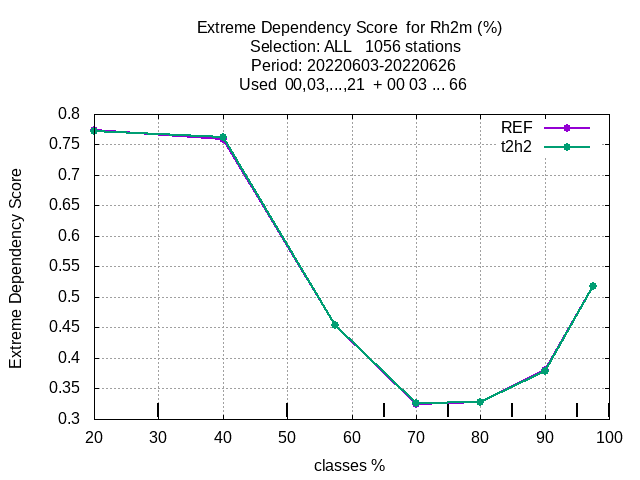 Extreme Dependency Score  for Rh2m (%)
Selection: ALL   1056 stations
Period: 20220603-20220626
Used  00,03,...,21  + 00 03 ... 66
REF
t2h2
Extreme Dependency Score
0.8
0.75
0.7
0.65
0.6
0.55
0.5
0.45
0.4
0.35
0.3
20 30 40 50 60 70 80 90 100
classes %